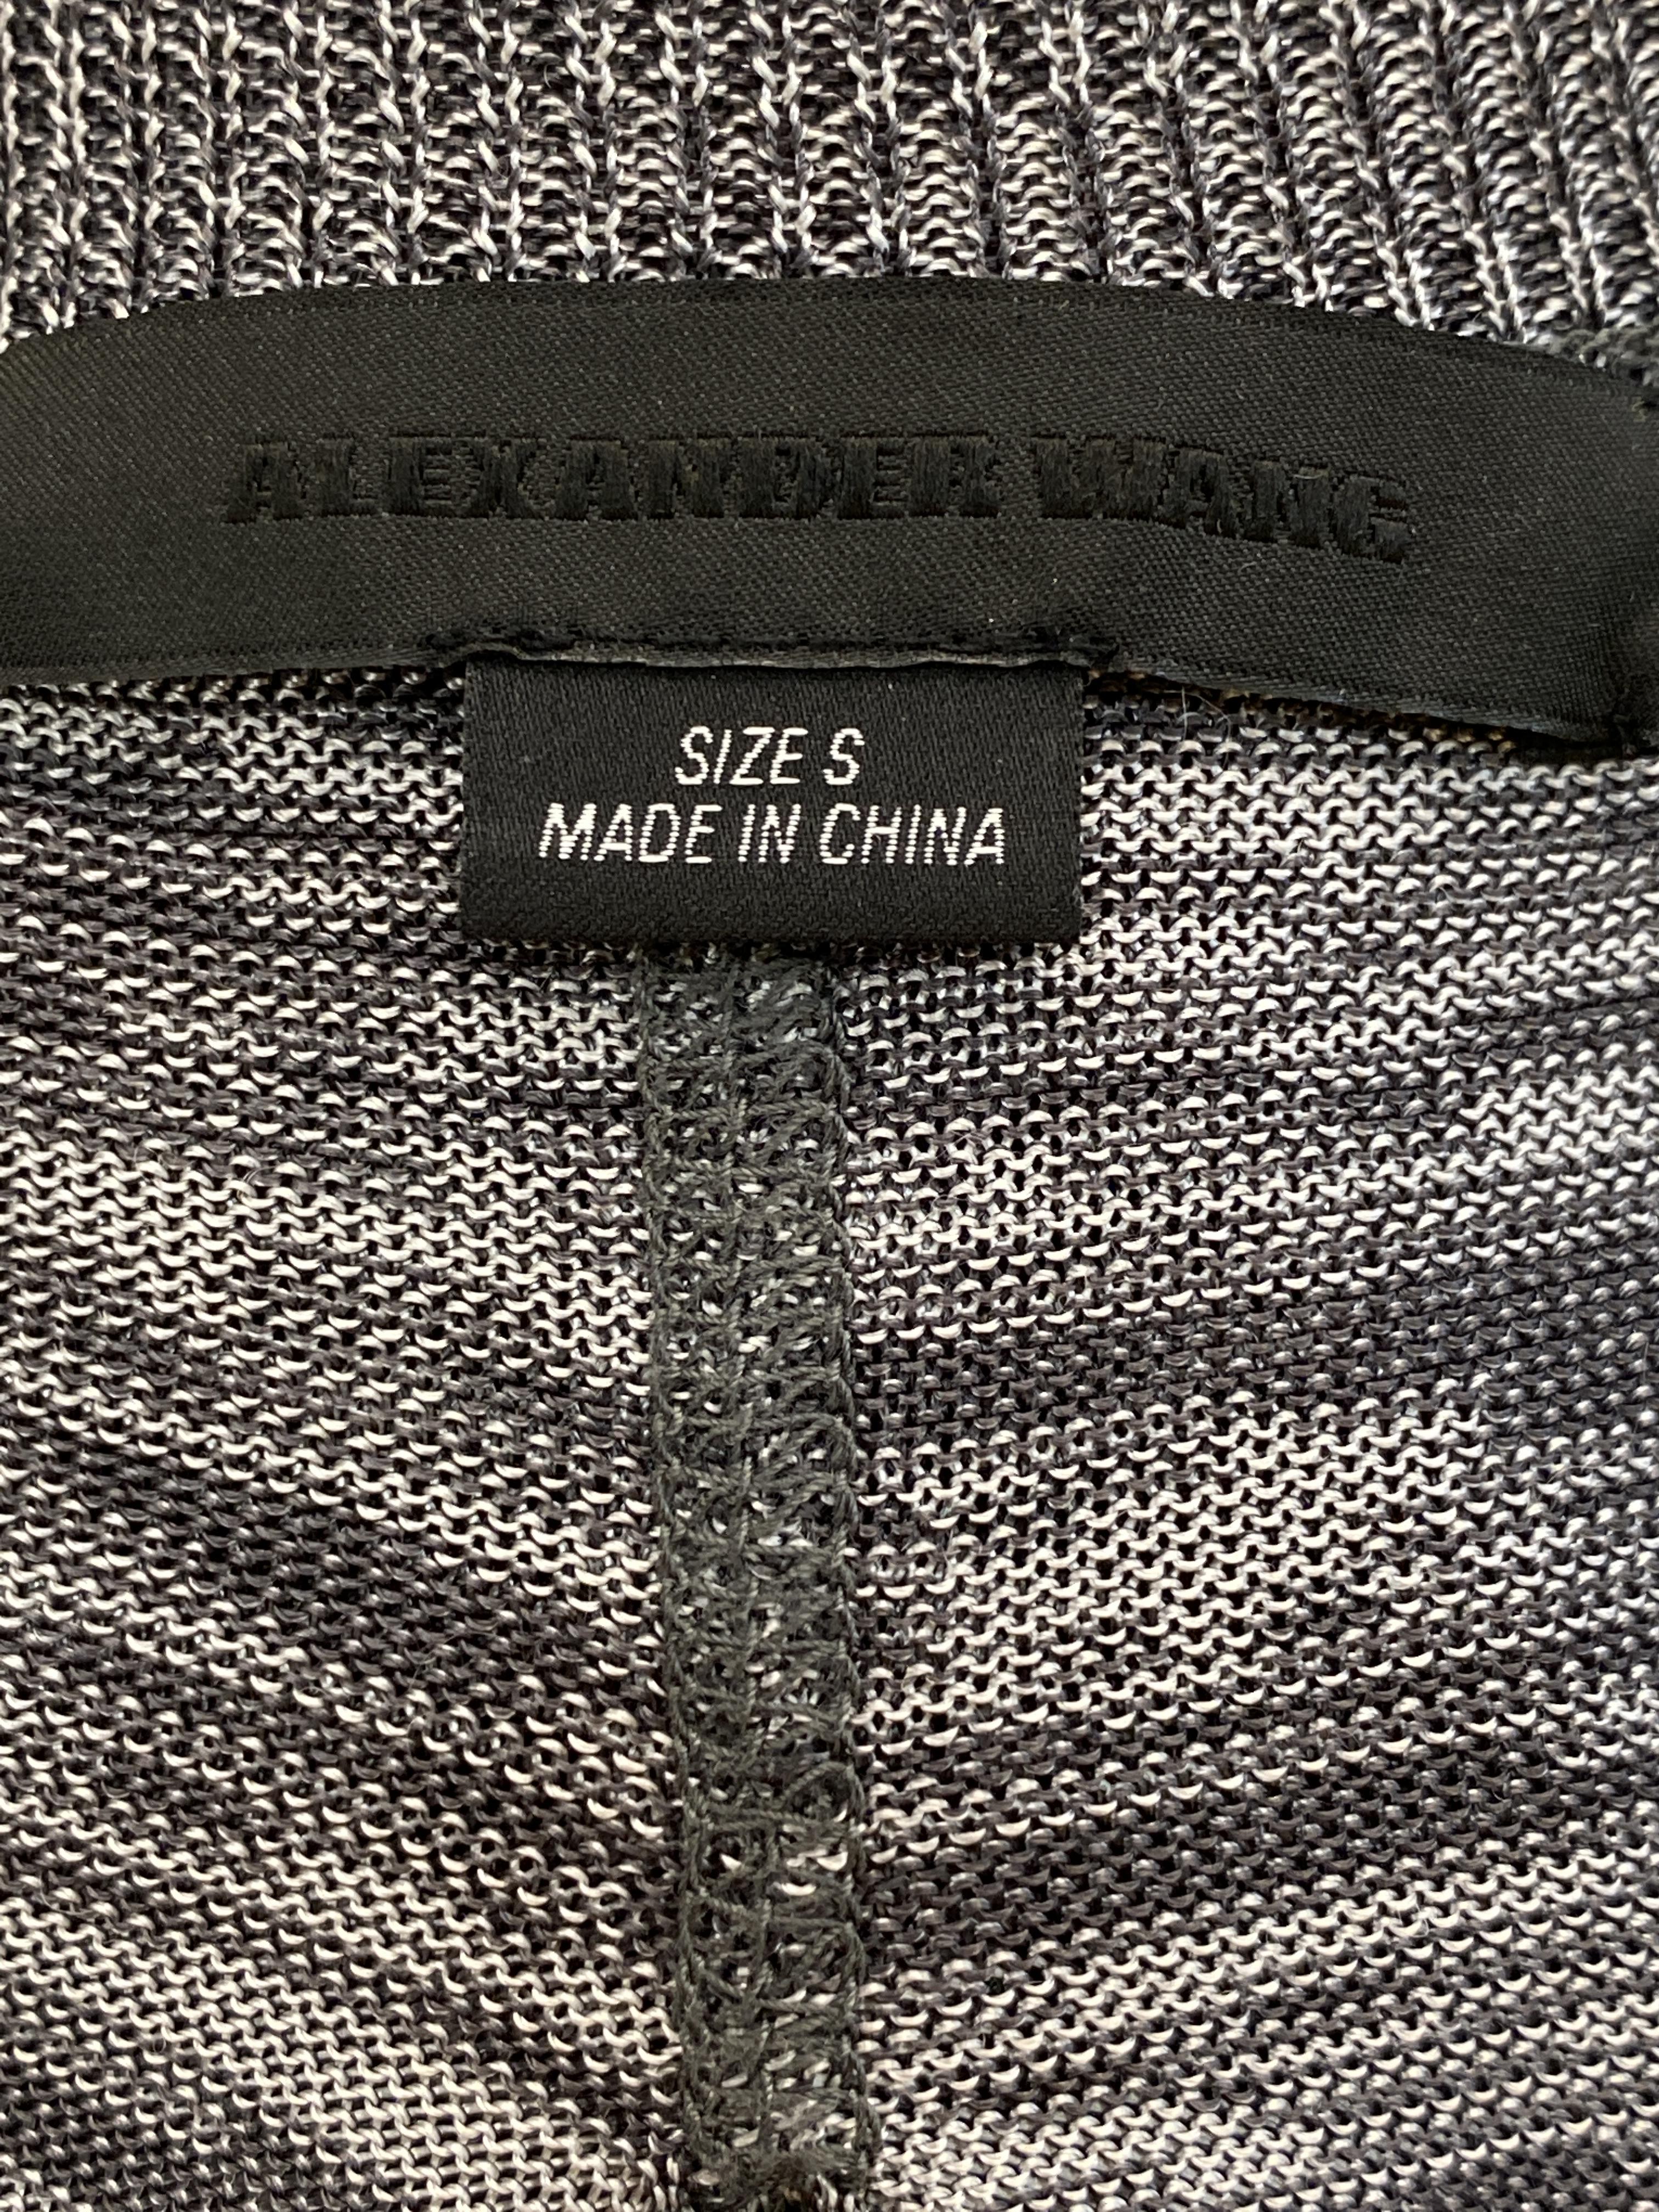 ALEXANDER WANG
SIZE S
MADE IN CHINA